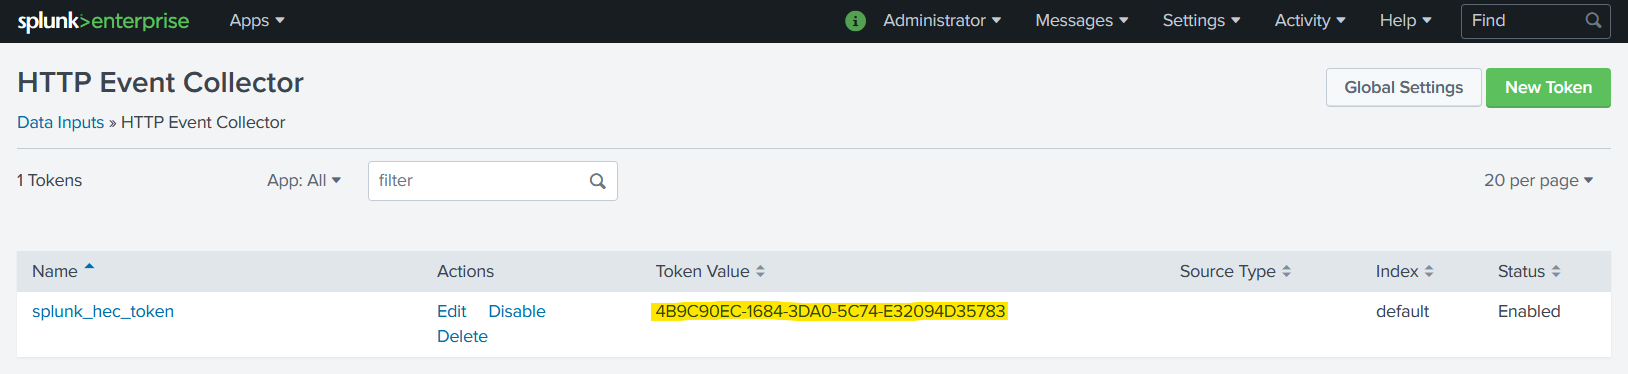 splunk>enterprise Apps Administrator Messages Settings Activity Help Find
HTTP Event Collector
Global Settings New Token
Data Inputs » HTTP Event Collector
1 Tokens App: All filter 20 per page
Name Actions Token Value Source Type Index Status
splunk_hec_token Edit Disable 4B9C90EC-1684-3DA0-5C74-E32094D35783 default Enabled
Delete